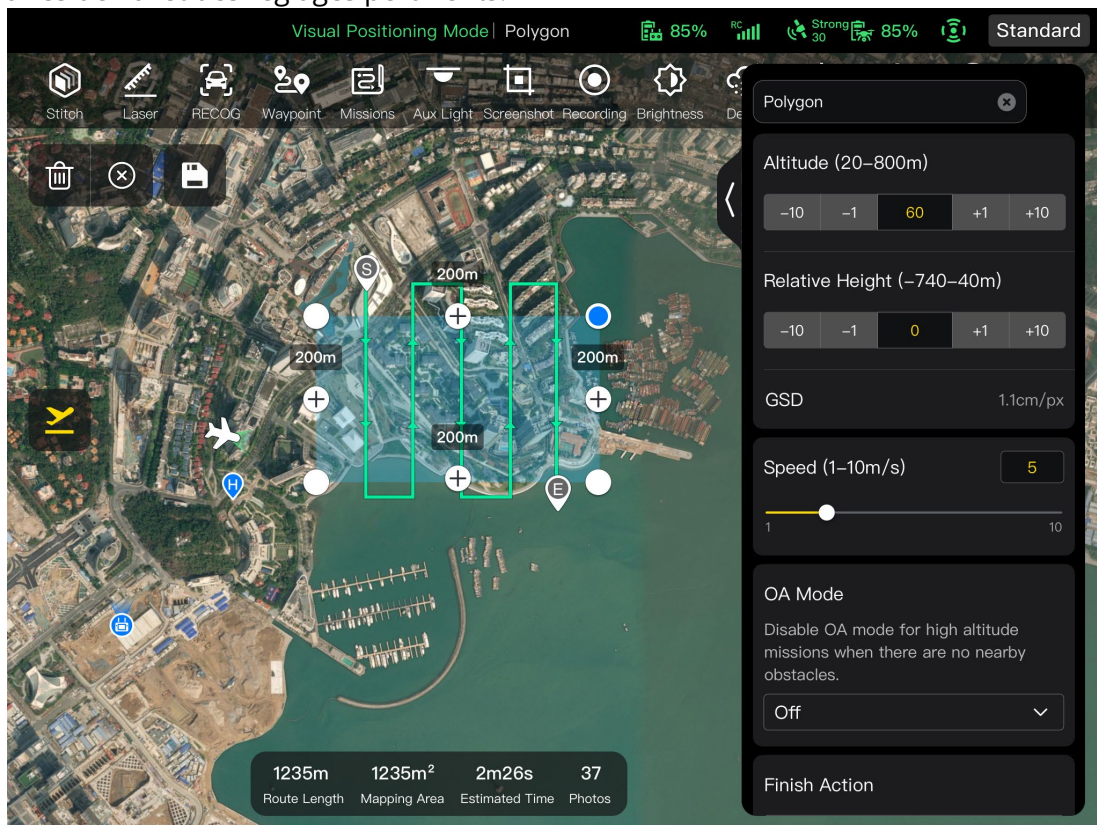 Visual Positioning Mode | Polygon 85% RC Strong 30 85% Standard
Stitch Laser RECOG Waypoint Missions Aux Light Screenshot Recording Brightness De
Polygon
Altitude (20–800m)
−10 −1 60 +1 +10
Relative Height (−740–40m)
−10 −1 0 +1 +10
GSD 1.1cm/px
Speed (1–10m/s) 5
1 10
OA Mode
Disable OA mode for high altitude
missions when there are no nearby
obstacles.
Off
Finish Action
S
200m
200m 200m
200m
E
H
1235m 1235m² 2m26s 37
Route Length Mapping Area Estimated Time Photos